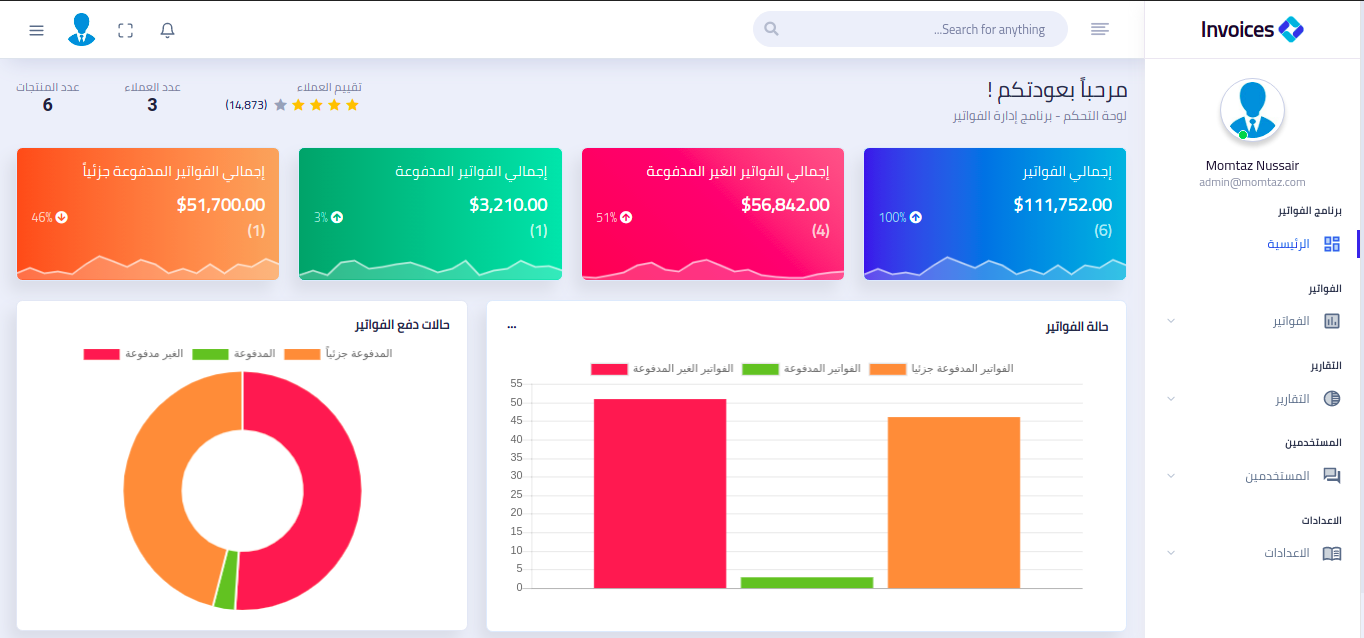 Invoices
Search for anything...
Momtaz Nussair
admin@momtaz.com
برنامج الفواتير
الرئيسية
الفواتير
الفواتير
التقارير
التقارير
المستخدمين
المستخدمين
الاعدادات
الاعدادات
مرحباً بعودتكم !
لوحة التحكم - برنامج إدارة الفواتير
تقييم العملاء
(14,873)
عدد العملاء
3
عدد المنتجات
6
إجمالي الفواتير
$111,752.00
(6)
100%
إجمالي الفواتير الغير المدفوعة
$56,842.00
(4)
51%
إجمالي الفواتير المدفوعة
$3,210.00
(1)
3%
إجمالي الفواتير المدفوعة جزئياً
$51,700.00
(1)
46%
حالة الفواتير
...
الفواتير الغير المدفوعة
الفواتير المدفوعة
الفواتير المدفوعة جزئيا
55
50
45
40
35
30
25
20
15
10
5
0
حالات دفع الفواتير
الغير مدفوعة
المدفوعة
المدفوعة جزئياً